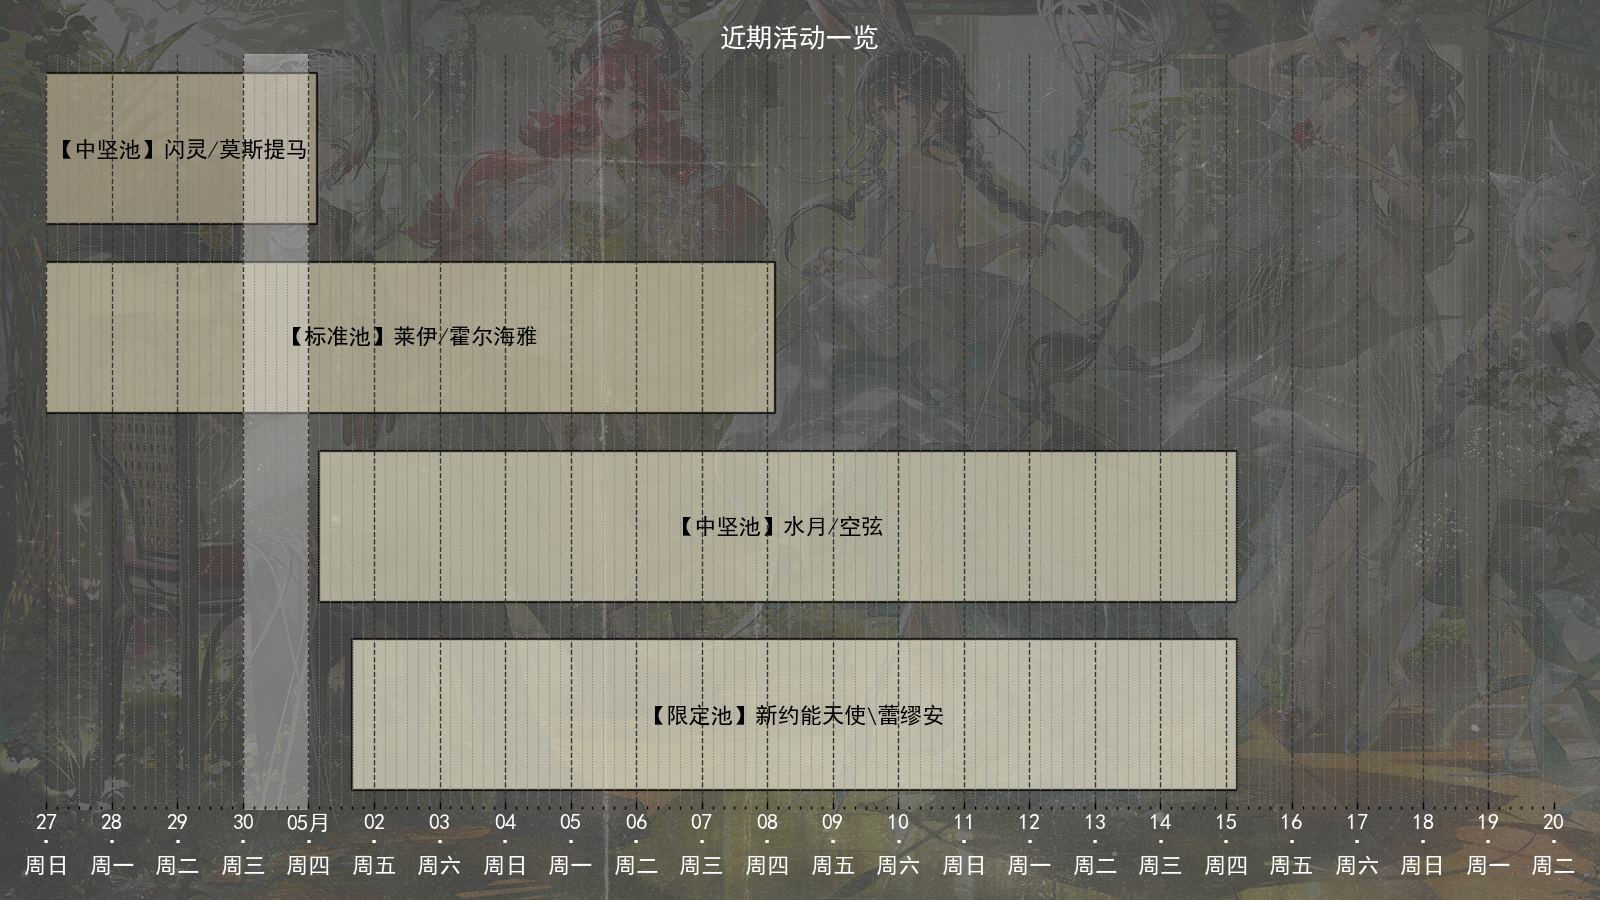 近期活动一览
【中坚池】闪灵/莫斯提马
【标准池】莱伊/霍尔海雅
【中坚池】水月/空弦
【限定池】新约能天使\蕾缪安
27 28 29 30 05月 02 03 04 05 06 07 08 09 10 11 12 13 14 15 16 17 18 19 20
周日 周一 周二 周三 周四 周五 周六 周日 周一 周二 周三 周四 周五 周六 周日 周一 周二 周三 周四 周五 周六 周日 周一 周二